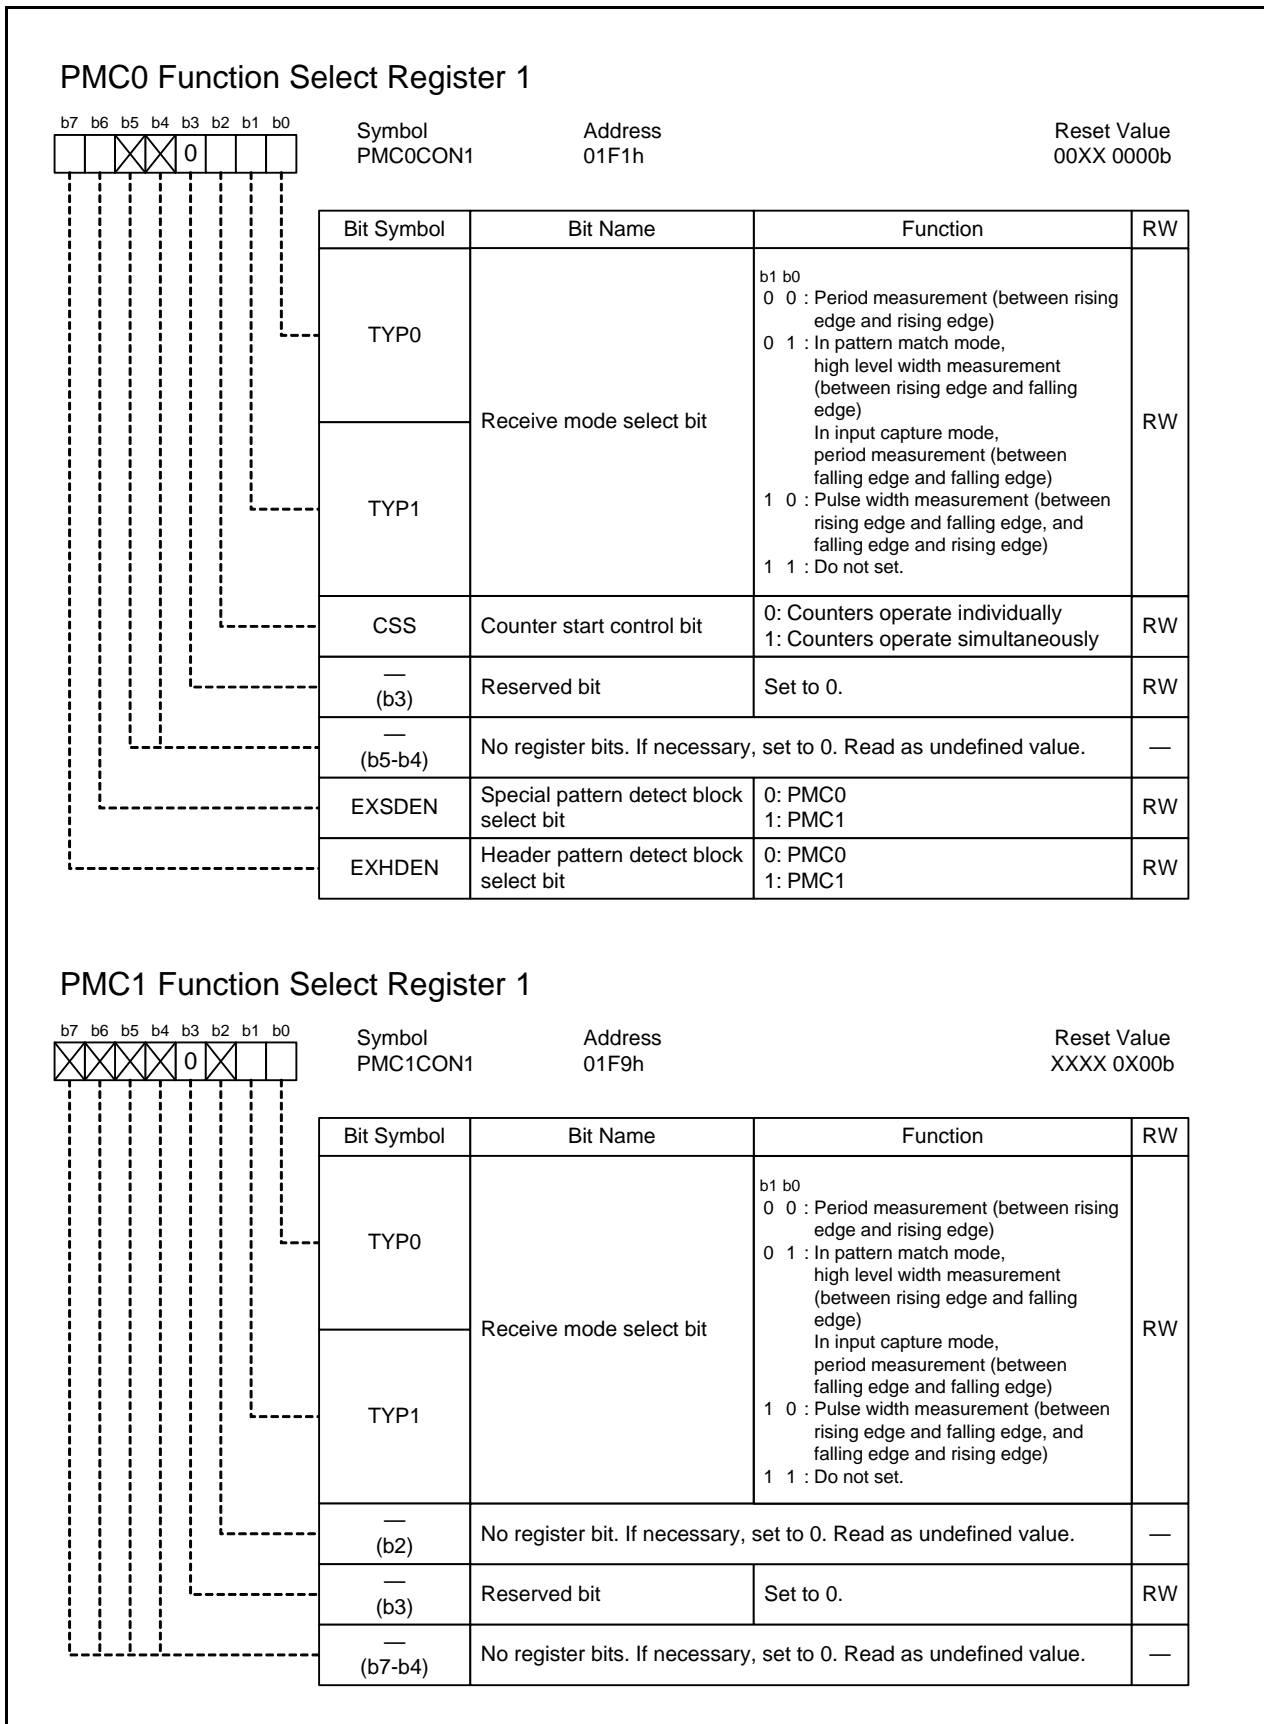 PMC0 Function Select Register 1
b7 b6 b5 b4 b3 b2 b1 b0
0
Symbol Address Reset Value
PMC0CON1 01F1h 00XX 0000b
Bit Symbol Bit Name Function RW
TYP0
TYP1
Receive mode select bit
b1 b0
0 0 : Period measurement (between rising
edge and rising edge)
0 1 : In pattern match mode,
high level width measurement
(between rising edge and falling
edge)
In input capture mode,
period measurement (between
falling edge and falling edge)
1 0 : Pulse width measurement (between
rising edge and falling edge, and
falling edge and rising edge)
1 1 : Do not set.
RW
CSS Counter start control bit 0: Counters operate individually
1: Counters operate simultaneously RW
—
(b3) Reserved bit Set to 0. RW
—
(b5-b4) No register bits. If necessary, set to 0. Read as undefined value. —
EXSDEN Special pattern detect block
select bit 0: PMC0
1: PMC1 RW
EXHDEN Header pattern detect block
select bit 0: PMC0
1: PMC1 RW
PMC1 Function Select Register 1
b7 b6 b5 b4 b3 b2 b1 b0
0
Symbol Address Reset Value
PMC1CON1 01F9h XXXX 0X00b
Bit Symbol Bit Name Function RW
TYP0
TYP1
Receive mode select bit
b1 b0
0 0 : Period measurement (between rising
edge and rising edge)
0 1 : In pattern match mode,
high level width measurement
(between rising edge and falling
edge)
In input capture mode,
period measurement (between
falling edge and falling edge)
1 0 : Pulse width measurement (between
rising edge and falling edge, and
falling edge and rising edge)
1 1 : Do not set.
RW
—
(b2) No register bit. If necessary, set to 0. Read as undefined value. —
—
(b3) Reserved bit Set to 0. RW
—
(b7-b4) No register bits. If necessary, set to 0. Read as undefined value. —